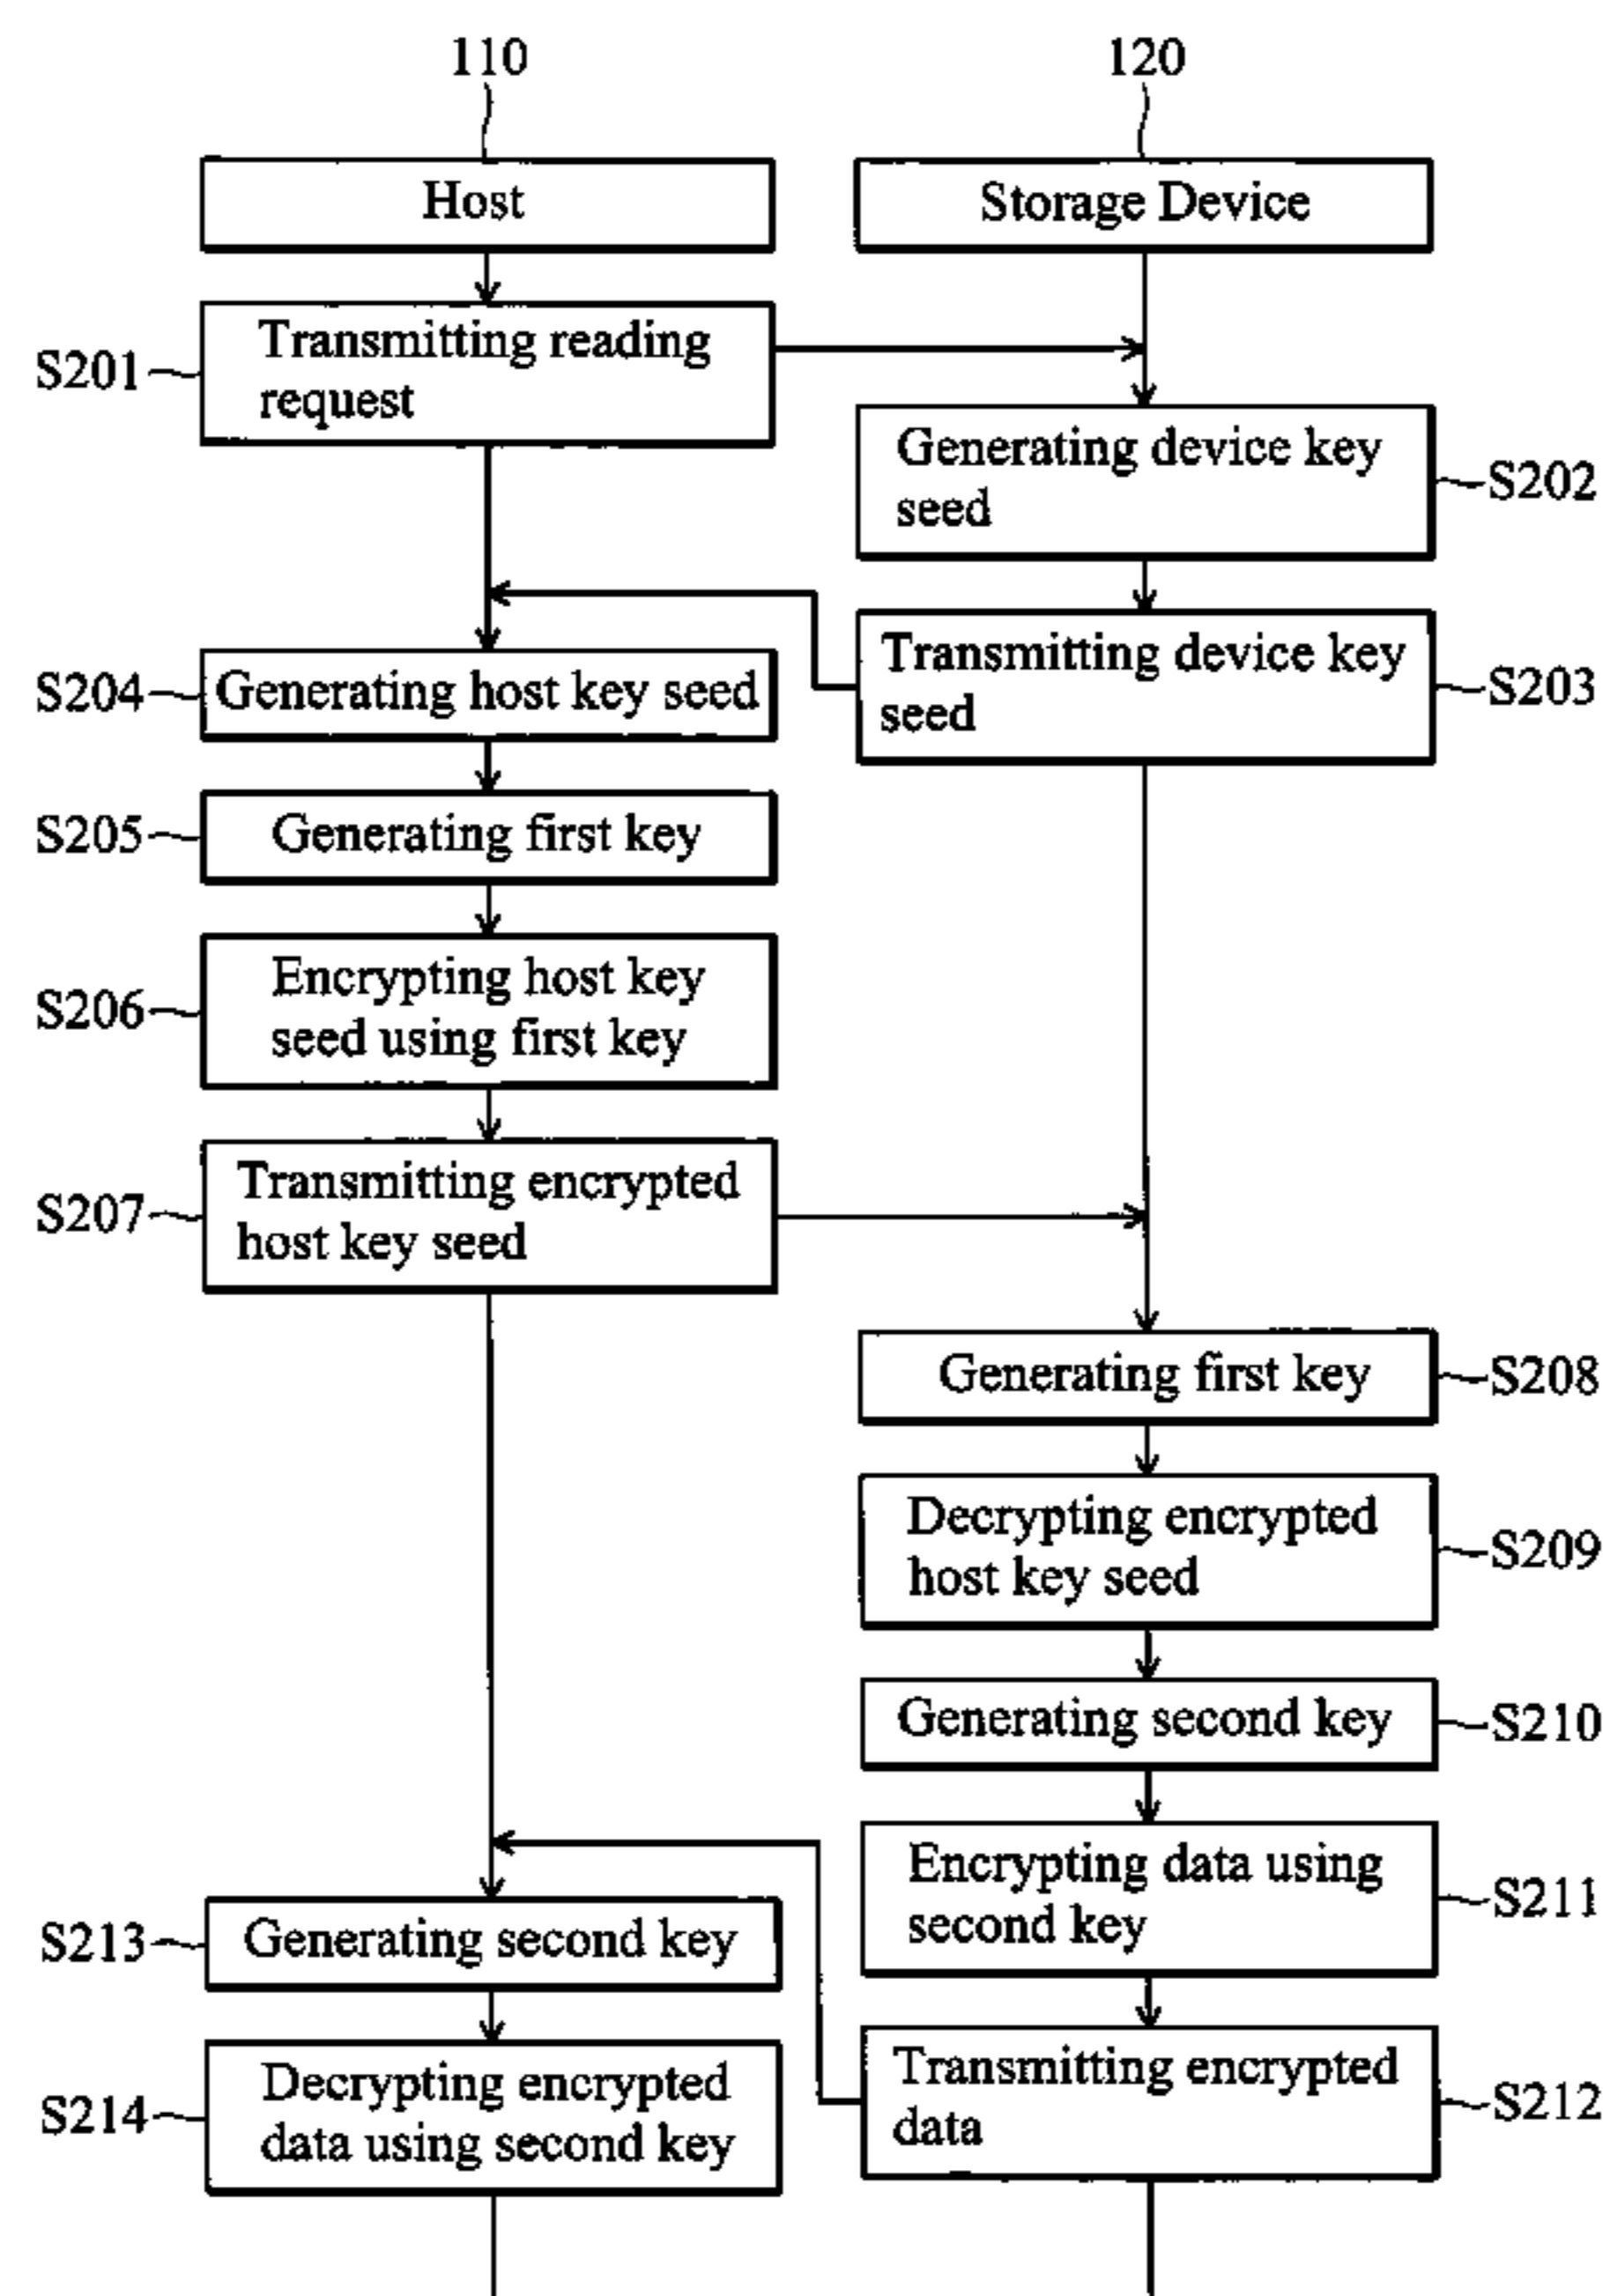 110
120
Host
Storage Device
S201
Transmitting reading
request
Generating device key
seed
S202
Transmitting device key
seed
S203
S204
Generating host key seed
S205
Generating first key
S206
Encrypting host key
seed using first key
S207
Transmitting encrypted
host key seed
Generating first key
S208
Decrypting encrypted
host key seed
S209
Generating second key
S210
Encrypting data using
second key
S211
Transmitting encrypted
data
S212
S213
Generating second key
S214
Decrypting encrypted
data using second key